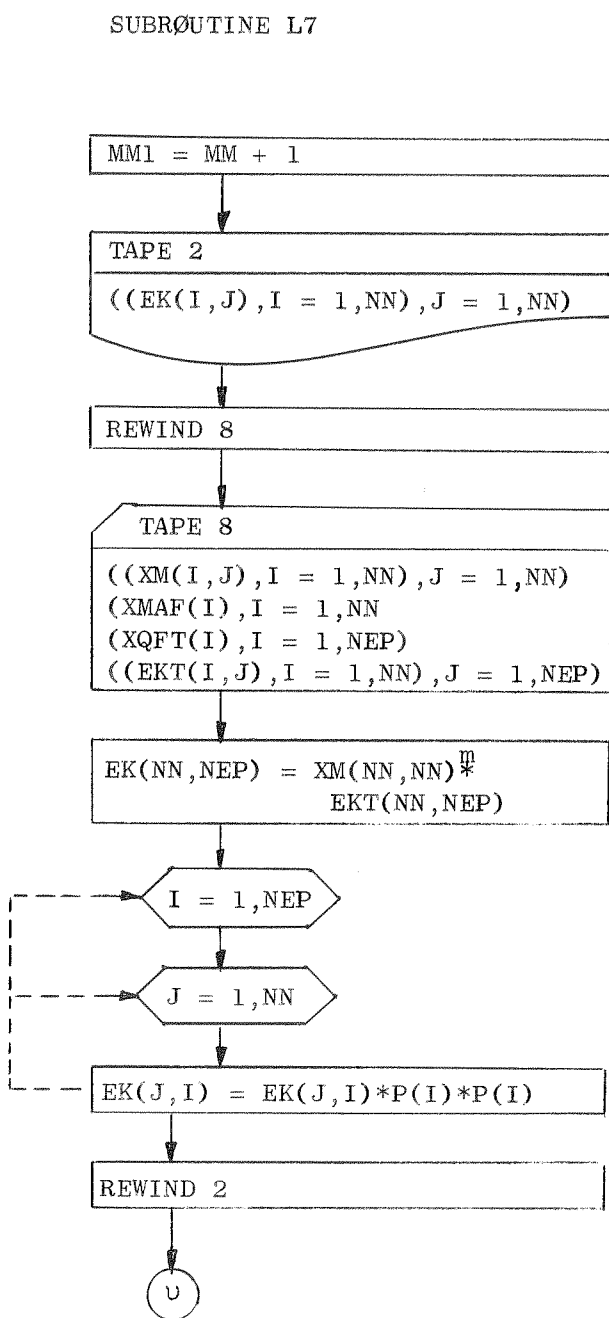 SUBRØUTINE L7
MM1 = MM + 1
TAPE 2
((EK(I,J),I = 1,NN),J = 1,NN)
REWIND 8
TAPE 8
((XM(I,J),I = 1,NN),J = 1,NN)
(XMAF(I),I = 1,NN
(XQFT(I),I = 1,NEP)
((EKT(I,J),I = 1,NN),J = 1,NEP)
m
EK(NN,NEP) = XM(NN,NN)*
EKT(NN,NEP)
I = 1,NEP
J = 1,NN
EK(J,I) = EK(J,I)*P(I)*P(I)
REWIND 2
υ